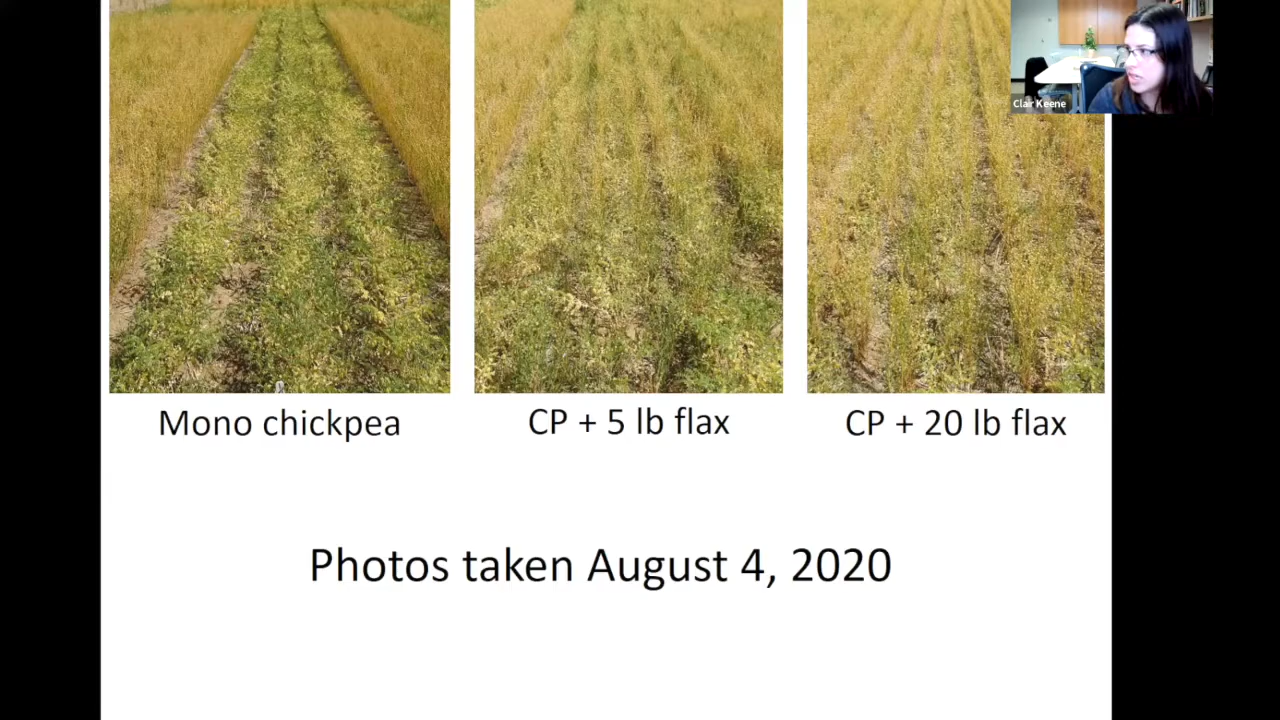 Clair Keene
Mono chickpea
CP + 5 lb flax
CP + 20 lb flax
Photos taken August 4, 2020